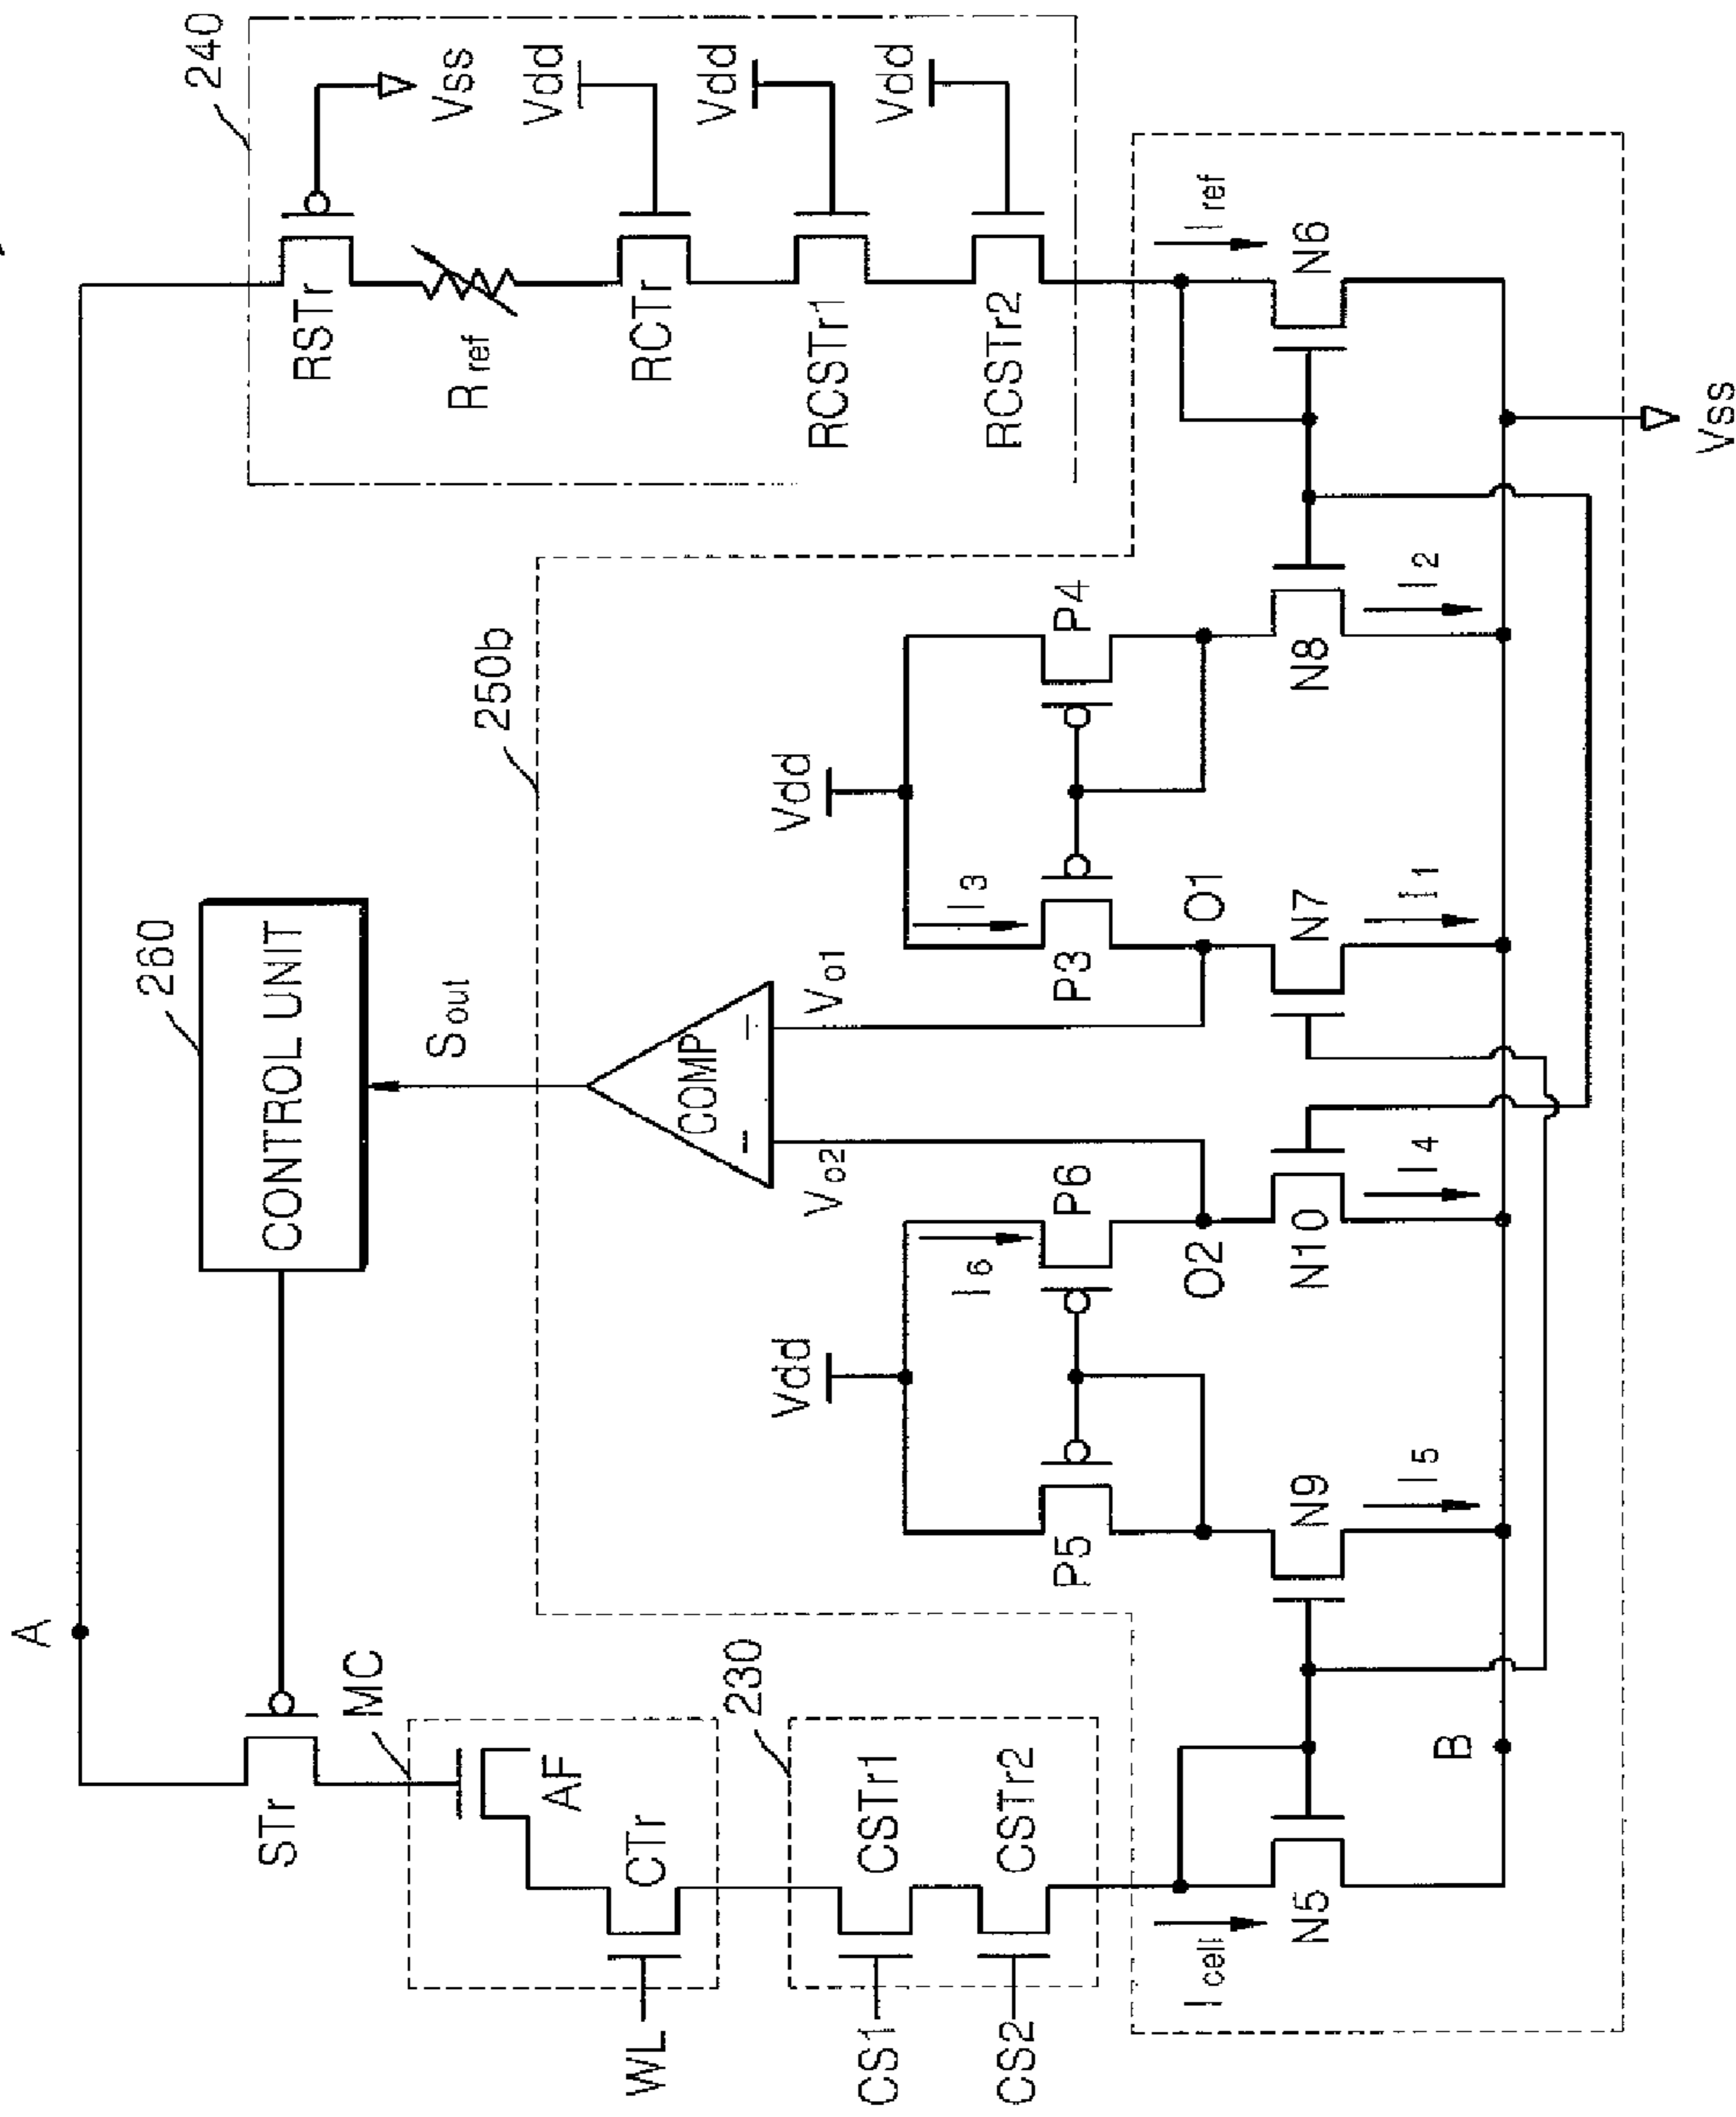 A
260
CONTROL UNIT
240
STr
MC
AF
CTr
WL
230
CSTr1
CS1
CSTr2
CS2
Icell
N5
B
Sout
250b
COMP
Vo2
Vo1
Vdd
I6
P5
P6
O2
N9
I5
N10
I4
Vdd
I3
P3
P4
O1
N7
I1
N8
I2
RSTr
Vss
Rref
RCTr
Vdd
RCSTr1
Vdd
RCSTr2
Vdd
Iref
N6
Vss